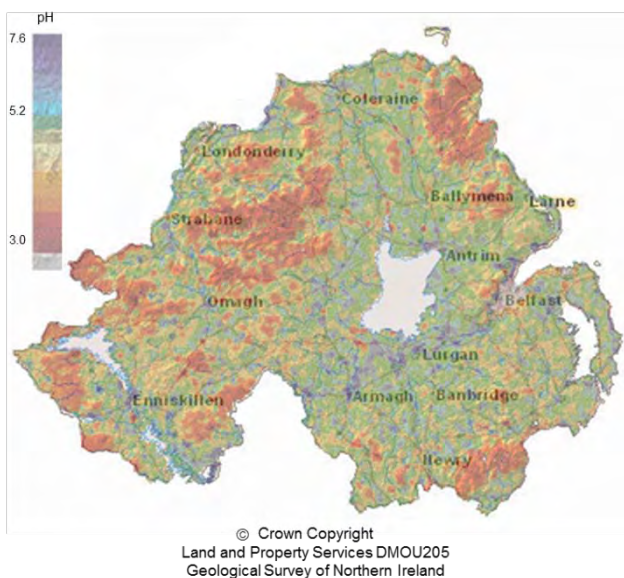 pH
7.6
5.2
3.0
Coleraine
Londonderry
Ballymena
Larne
Strabane
Antrim
Omagh
Belfast
Lurgan
Enniskillen
Armagh
Banbridge
Newry
© Crown Copyright
Land and Property Services DMOU205
Geological Survey of Northern Ireland